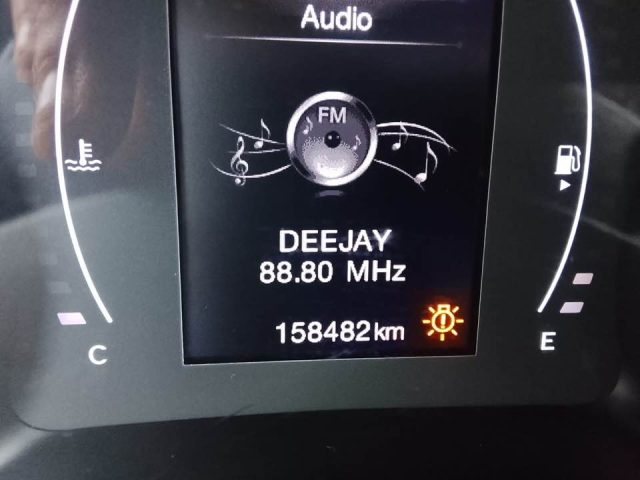 Audio
FM
DEEJAY
88.80 MHz
158482km
C
E